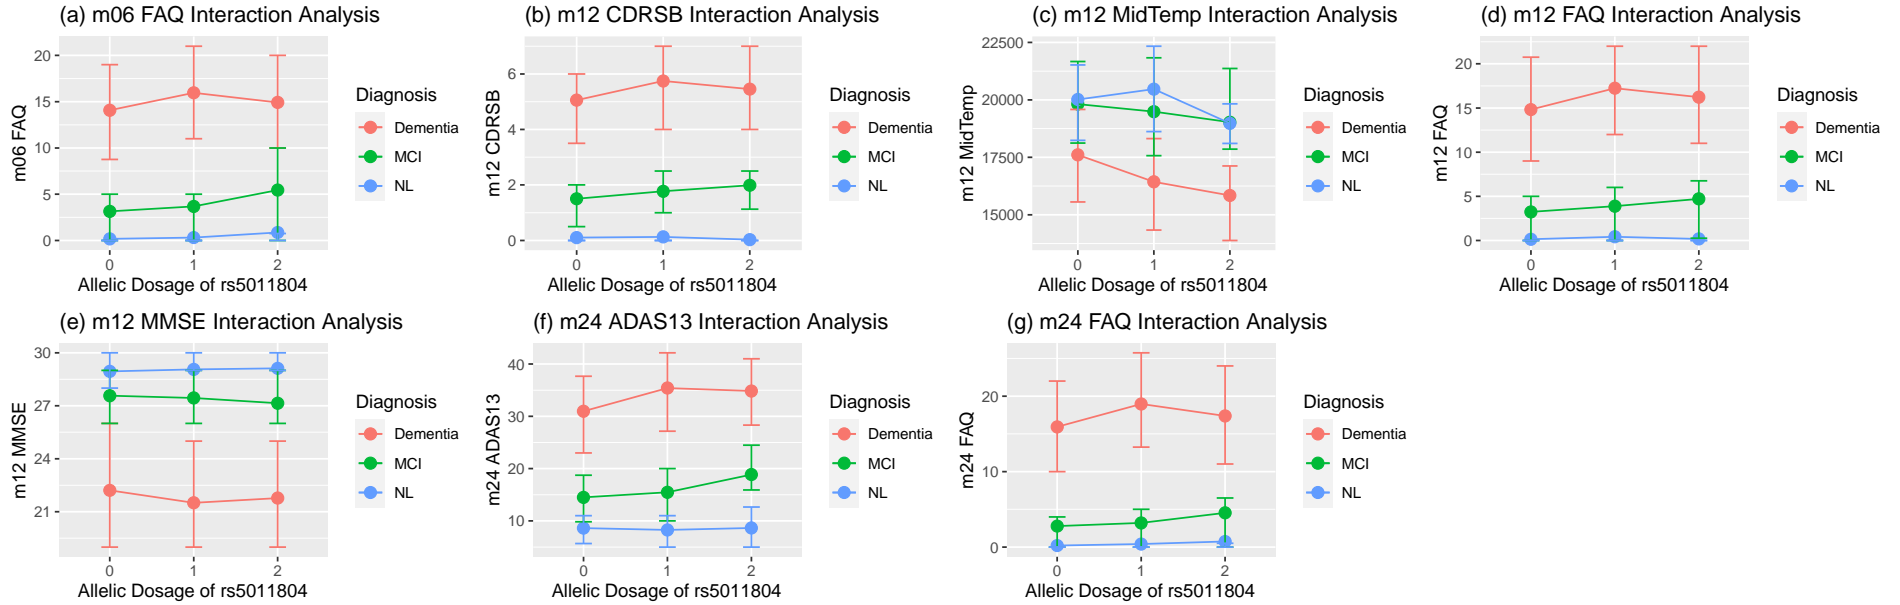 (a) m06 FAQ Interaction Analysis
m06 FAQ
20
15
10
5
0
0 1 2
Allelic Dosage of rs5011804
Diagnosis
Dementia
MCI
NL
(b) m12 CDRSB Interaction Analysis
m12 CDRSB
6
4
2
0
0 1 2
Allelic Dosage of rs5011804
Diagnosis
Dementia
MCI
NL
(c) m12 MidTemp Interaction Analysis
m12 MidTemp
22500
20000
17500
15000
0 1 2
Allelic Dosage of rs5011804
Diagnosis
Dementia
MCI
NL
(d) m12 FAQ Interaction Analysis
m12 FAQ
20
15
10
5
0
0 1 2
Allelic Dosage of rs5011804
Diagnosis
Dementia
MCI
NL
(e) m12 MMSE Interaction Analysis
m12 MMSE
30
27
24
21
0 1 2
Allelic Dosage of rs5011804
Diagnosis
Dementia
MCI
NL
(f) m24 ADAS13 Interaction Analysis
m24 ADAS13
40
30
20
10
0 1 2
Allelic Dosage of rs5011804
Diagnosis
Dementia
MCI
NL
(g) m24 FAQ Interaction Analysis
m24 FAQ
20
10
0
0 1 2
Allelic Dosage of rs5011804
Diagnosis
Dementia
MCI
NL